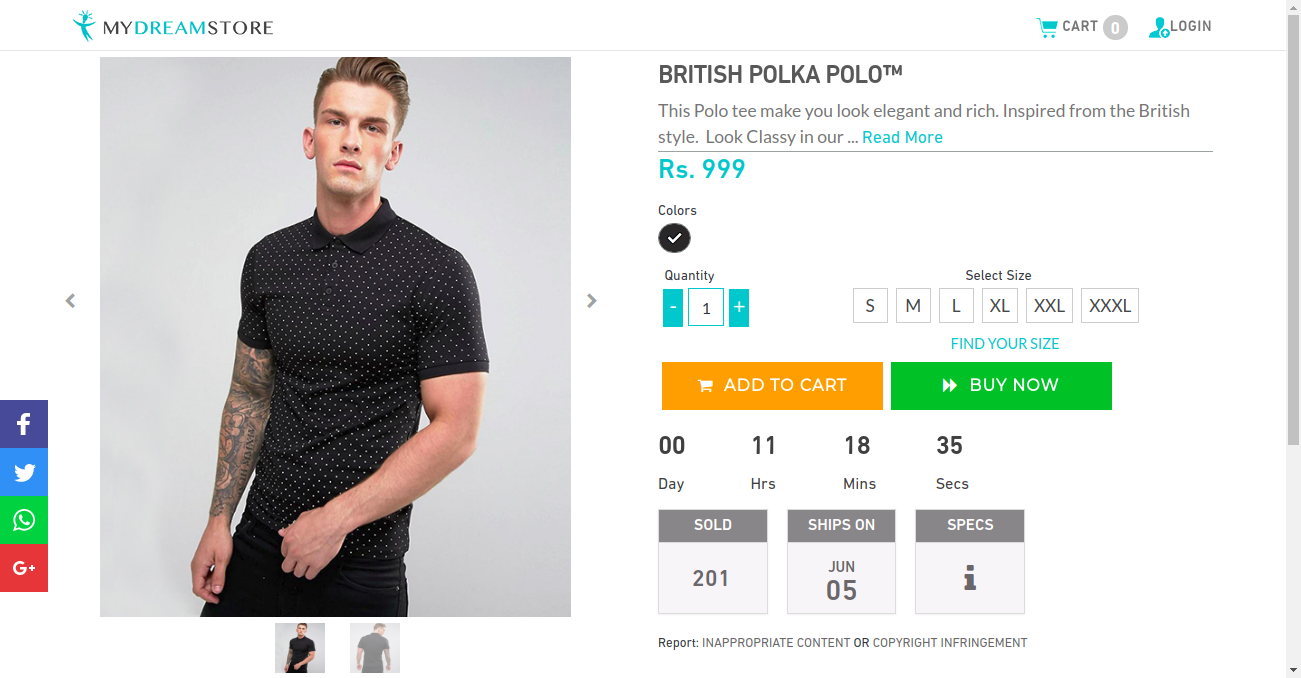 MYDREAMSTORE
CART 0
LOGIN
BRITISH POLKA POLO™
This Polo tee make you look elegant and rich. Inspired from the British
style. Look Classy in our ... Read More
Rs. 999
Colors
Quantity
Select Size
- 1 +
S M L XL XXL XXXL
FIND YOUR SIZE
ADD TO CART
BUY NOW
00 11 18 35
Day Hrs Mins Secs
SOLD SHIPS ON SPECS
201
JUN
05
Report: INAPPROPRIATE CONTENT OR COPYRIGHT INFRINGEMENT
G+